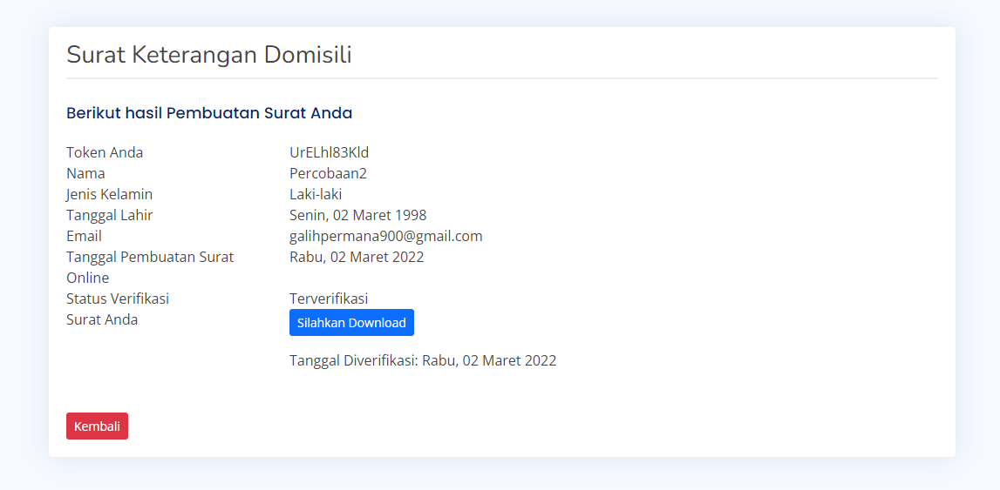 Surat Keterangan Domisili
Berikut hasil Pembuatan Surat Anda
Token Anda UrELhl83Kld
Nama Percobaan2
Jenis Kelamin Laki-laki
Tanggal Lahir Senin, 02 Maret 1998
Email galihpermana900@gmail.com
Tanggal Pembuatan Surat Rabu, 02 Maret 2022
Online
Status Verifikasi Terverifikasi
Surat Anda Silahkan Download
Tanggal Diverifikasi: Rabu, 02 Maret 2022
Kembali